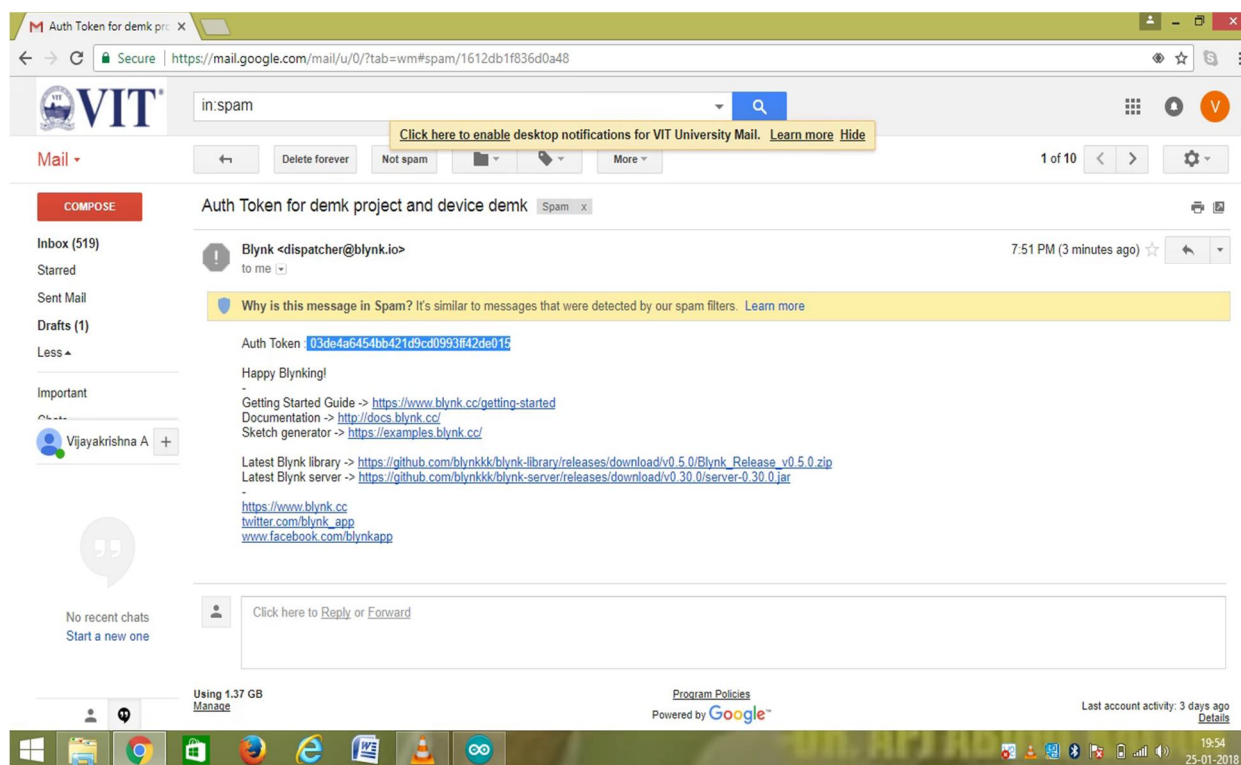 Auth Token for demk pro
Secure https://mail.google.com/mail/u/0/?tab=wm#spam/1612db1f836d0a48
VIT
in:spam
V
Click here to enable desktop notifications for VIT University Mail. Learn more Hide
Mail
Delete forever Not spam More 1 of 10
COMPOSE
Auth Token for demk project and device demk Spam x
Inbox (519)
Starred
Sent Mail
Drafts (1)
Less
Important
Chats
Vijayakrishna A +
No recent chats
Start a new one
Blynk <dispatcher@blynk.io> 7:51 PM (3 minutes ago)
to me
Why is this message in Spam? It's similar to messages that were detected by our spam filters. Learn more
Auth Token : 03de4a6454bb421d9cd0993ff42de015
Happy Blynking!
-
Getting Started Guide -> https://www.blynk.cc/getting-started
Documentation -> http://docs.blynk.cc/
Sketch generator -> https://examples.blynk.cc/
Latest Blynk library -> https://github.com/blynkkk/blynk-library/releases/download/v0.5.0/Blynk_Release_v0.5.0.zip
Latest Blynk server -> https://github.com/blynkkk/blynk-server/releases/download/v0.30.0/server-0.30.0.jar
-
https://www.blynk.cc
twitter.com/blynk_app
www.facebook.com/blynkapp
Click here to Reply or Forward
Using 1.37 GB
Manage
Program Policies
Powered by Google™
Last account activity: 3 days ago
Details
19:54
25-01-2018